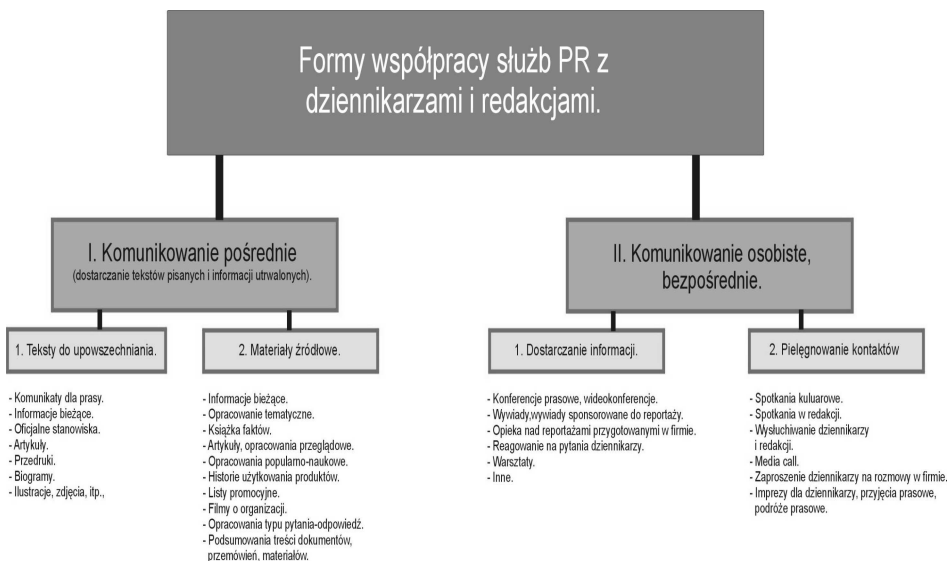 Formy współpracy służb PR z
dziennikarzami i redakcjami.
I. Komunikowanie pośrednie
(dostarczanie tekstów pisanych i informacji utrwalonych).
II. Komunikowanie osobiste,
bezpośrednie.
1. Teksty do upowszechniania.
- Komunikaty dla prasy.
- Informacje bieżące.
- Oficjalne stanowiska.
- Artykuły.
- Przedruki.
- Biogramy.
- Ilustracje, zdjęcia, itp.,
2. Materiały źródłowe.
- Informacje bieżące.
- Opracowanie tematyczne.
- Książka faktów.
- Artykuły, opracowania przeglądowe.
- Opracowania popularno-naukowe.
- Historie użytkowania produktów.
- Listy promocyjne.
- Filmy o organizacji.
- Opracowania typu pytania-odpowiedź.
- Podsumowania treści dokumentów,
przemówień, materiałów.
1. Dostarczanie informacji.
- Konferencje prasowe, wideokonferencje.
- Wywiady,wywiady sponsorowane do reportaży.
- Opieka nad reportażami przygotowanymi w firmie.
- Reagowanie na pytania dziennikarzy.
- Warsztaty.
- Inne.
2. Pielęgnowanie kontaktów
- Spotkania kuluarowe.
- Spotkania w redakcji.
- Wysłuchiwanie dziennikarzy
i redakcji.
- Media call.
- Zaproszenie dziennikarzy na rozmowy w firmie.
- Imprezy dla dziennikarzy, przyjęcia prasowe,
podróże prasowe.